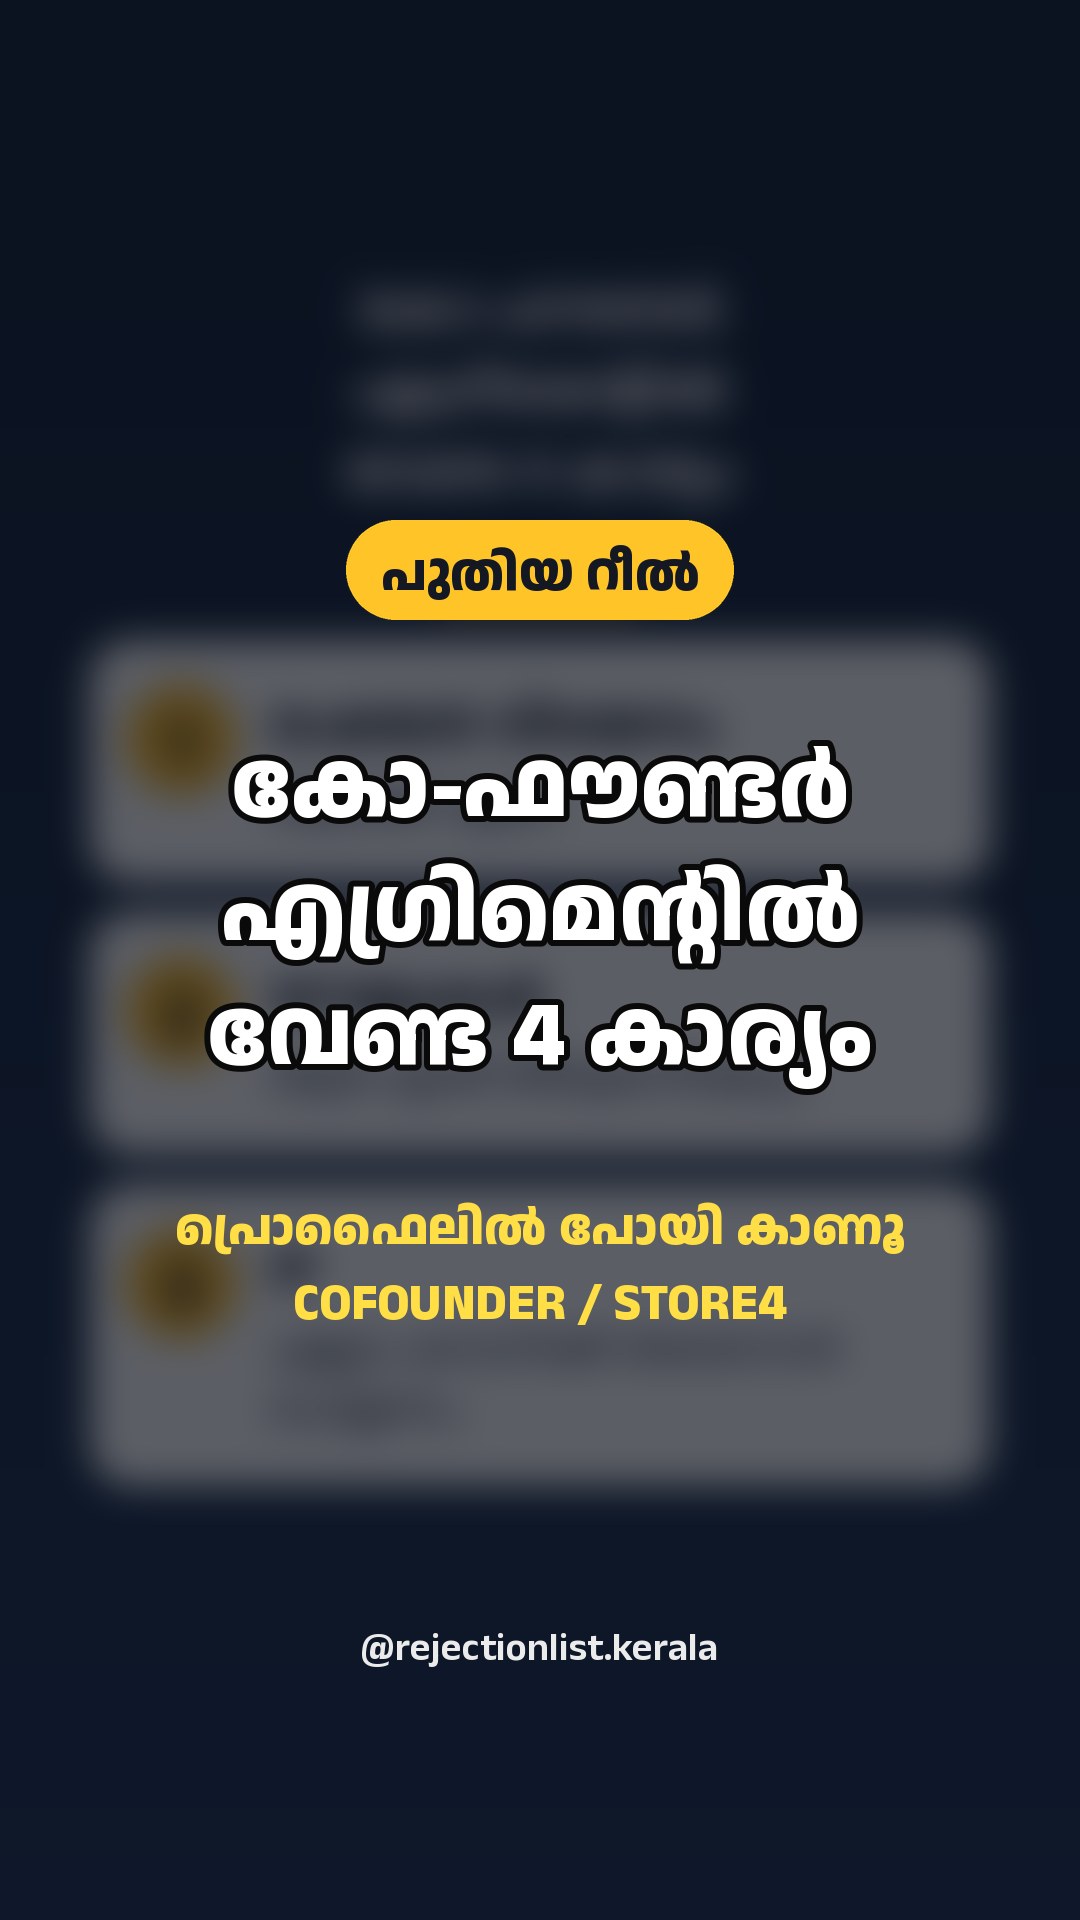 പുതിയ റീൽ
കോ-ഫൗണ്ടർ
എഗ്രിമെന്റിൽ
വേണ്ട 4 കാര്യം
പ്രൊഫൈലിൽ പോയി കാണൂ
COFOUNDER / STORE4
@rejectionlist.kerala